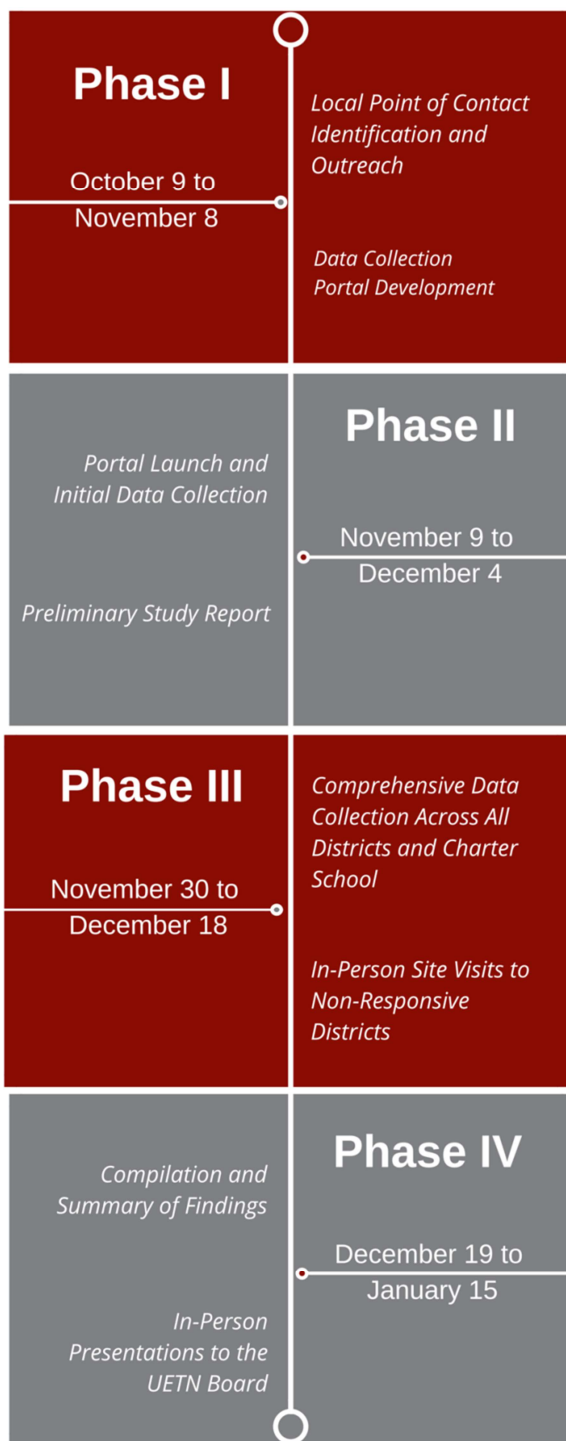 Phase I
October 9 to
November 8
Local Point of Contact
Identification and
Outreach
Data Collection
Portal Development
Phase II
November 9 to
December 4
Portal Launch and
Initial Data Collection
Preliminary Study Report
Phase III
November 30 to
December 18
Comprehensive Data
Collection Across All
Districts and Charter
School
In-Person Site Visits to
Non-Responsive
Districts
Phase IV
December 19 to
January 15
Compilation and
Summary of Findings
In-Person
Presentations to the
UETN Board